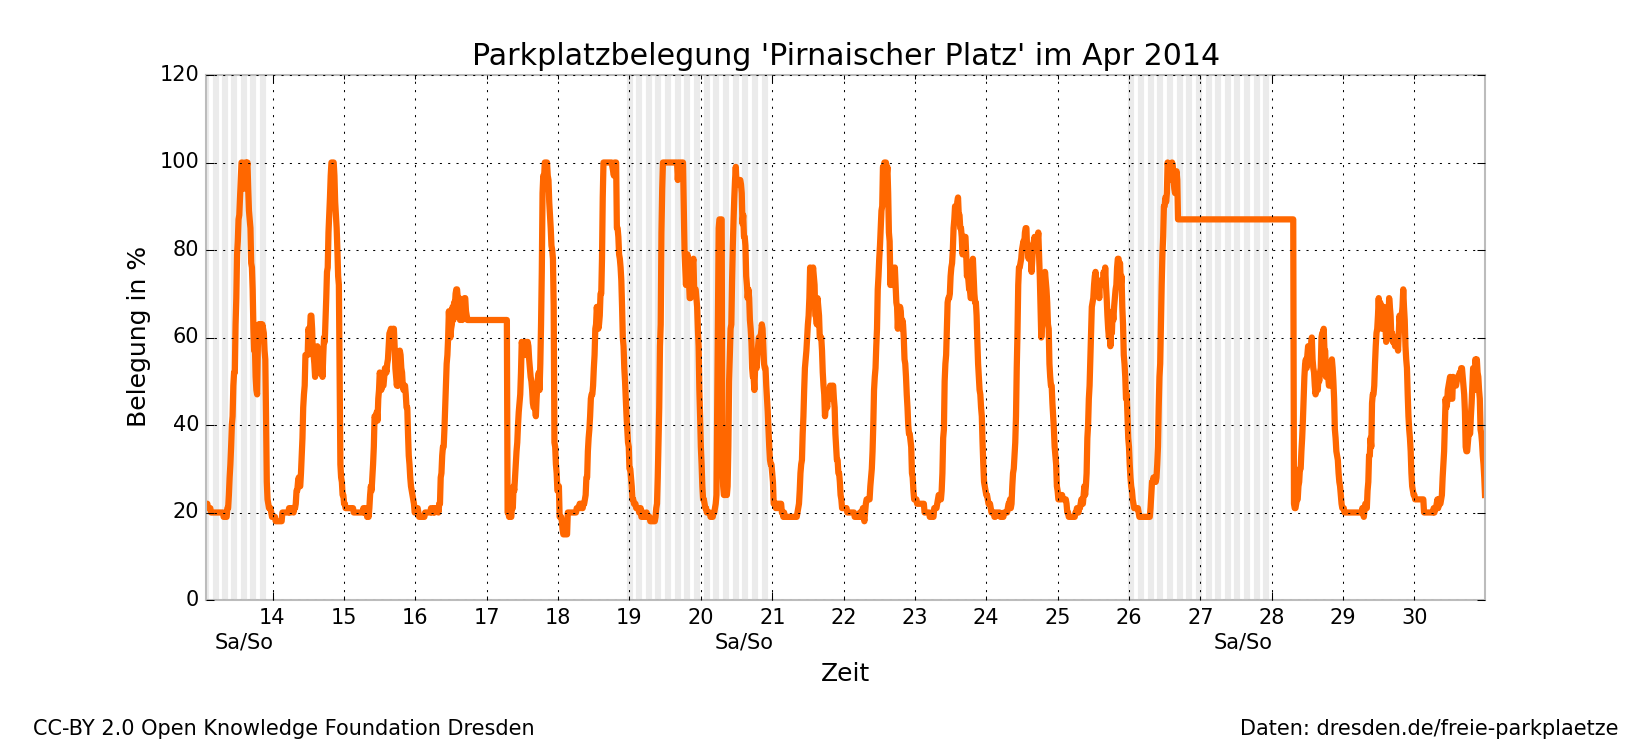 Parkplatzbelegung 'Pirnaischer Platz' im Apr 2014
120
100
80
60
40
20
0
Belegung in %
14 15 16 17 18 19 20 21 22 23 24 25 26 27 28 29 30
Sa/So Sa/So Sa/So
Zeit
CC-BY 2.0 Open Knowledge Foundation Dresden
Daten: dresden.de/freie-parkplaetze